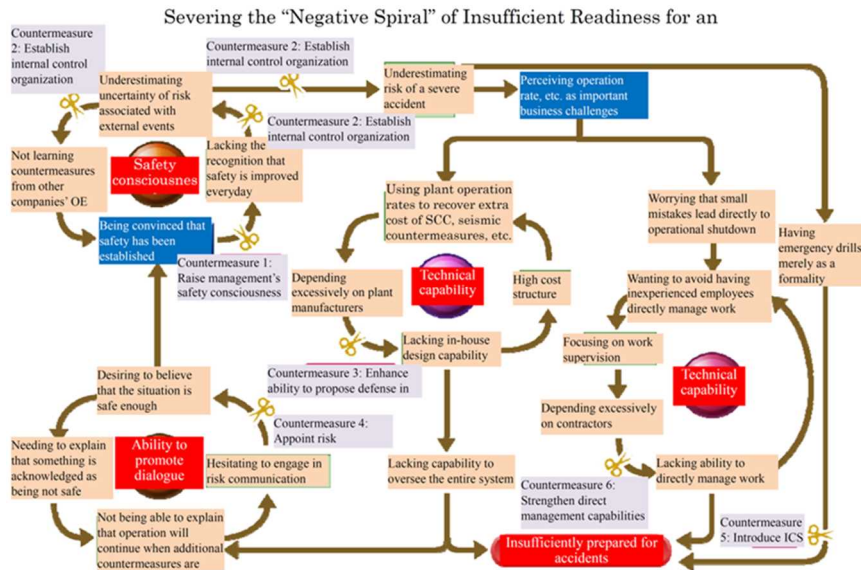 Severing the “Negative Spiral” of Insufficient Readiness for an
Countermeasure
2: Establish
internal control
organization
Countermeasure 2: Establish
internal control organization
Underestimating
uncertainty of risk
associated with
external events
Underestimating
risk of a severe
accident
Perceiving operation
rate, etc. as important
business challenges
Countermeasure 2: Establish
internal control organization
Not learning
countermeasures
from other
companies’ OE
Safety
consciousnes
Lacking the
recognition that
safety is improved
everyday
Being convinced that
safety has been
established
Countermeasure 1:
Raise management’s
safety consciousness
Using plant operation
rates to recover extra
cost of SCC, seismic
countermeasures, etc.
Worrying that small
mistakes lead directly to
operational shutdown
Having
emergency drills
merely as a
formality
Depending
excessively on plant
manufacturers
Technical
capability
High cost
structure
Wanting to avoid having
inexperienced employees
directly manage work
Lacking in-house
design capability
Focusing on work
supervision
Technical
capability
Countermeasure 3: Enhance
ability to propose defense in
Desiring to believe
that the situation is
safe enough
Countermeasure 4:
Appoint risk
Depending excessively
on contractors
Needing to explain
that something is
acknowledged as
being not safe
Ability to
promote
dialogue
Hesitating to engage in
risk communication
Lacking capability to
oversee the entire system
Lacking ability to
directly manage work
Countermeasure 6:
Strengthen direct
management capabilities
Not being able to explain
that operation will
continue when additional
countermeasures are
Insufficiently prepared for
accidents
Countermeasure
5: Introduce ICS